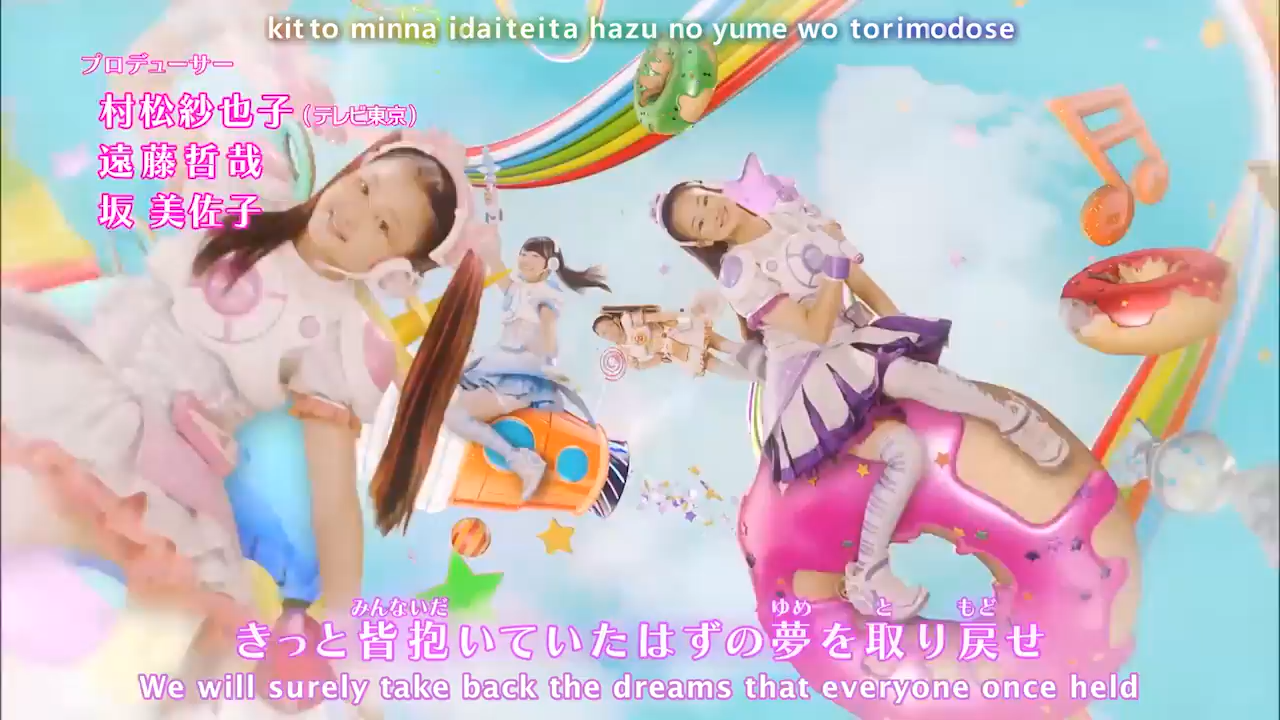 kitto minna idaiteita hazu no yume wo torimodose
プロデューサー
村松紗也子(テレビ東京)
遠藤哲哉
坂 美佐子
みんないだ ゆめ と もど
きっと皆抱いていたはずの夢を取り戻せ
We will surely take back the dreams that everyone once held